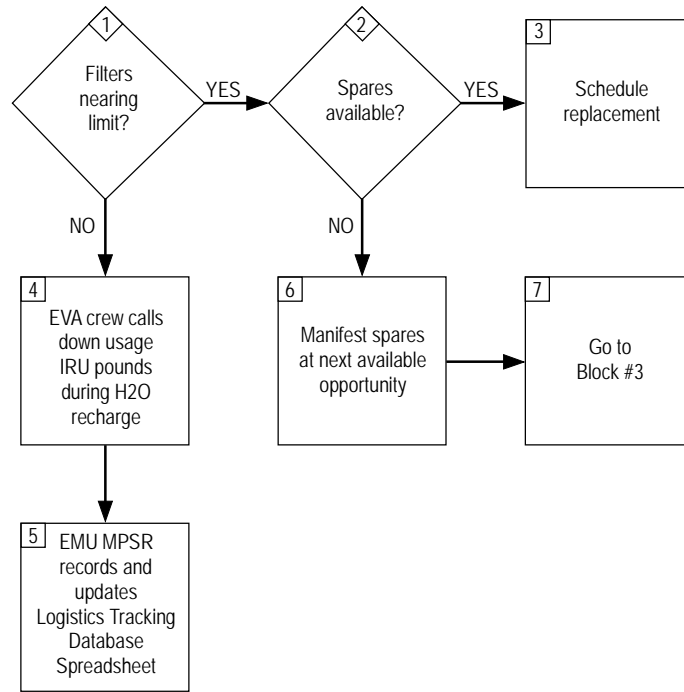 1
Filters
nearing
limit?
YES
2
Spares
available?
YES
3
Schedule
replacement
NO
NO
4
EVA crew calls
down usage
IRU pounds
during H2O
recharge
6
Manifest spares
at next available
opportunity
7
Go to
Block #3
5
EMU MPSR
records and
updates
Logistics Tracking
Database
Spreadsheet